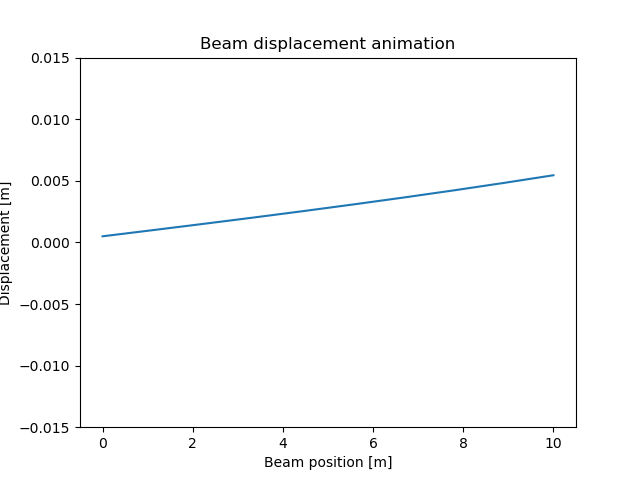 Beam displacement animation
0.015
0.010
0.005
0.000
−0.005
−0.010
−0.015
Displacement [m]
0 2 4 6 8 10
Beam position [m]